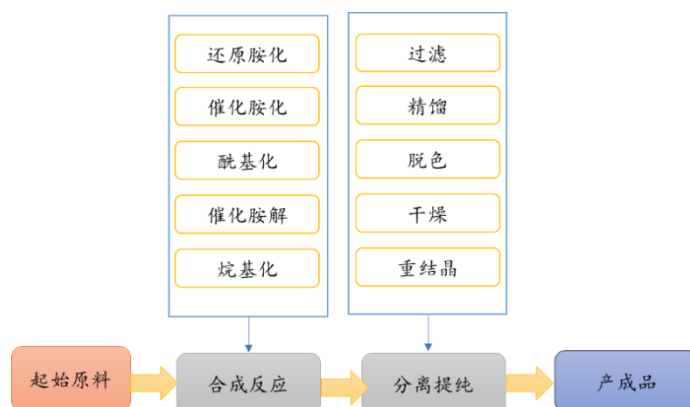 还原胺化
催化胺化
酰基化
催化胺解
烷基化
过滤
精馏
脱色
干燥
重结晶
起始原料
合成反应
分离提纯
产成品